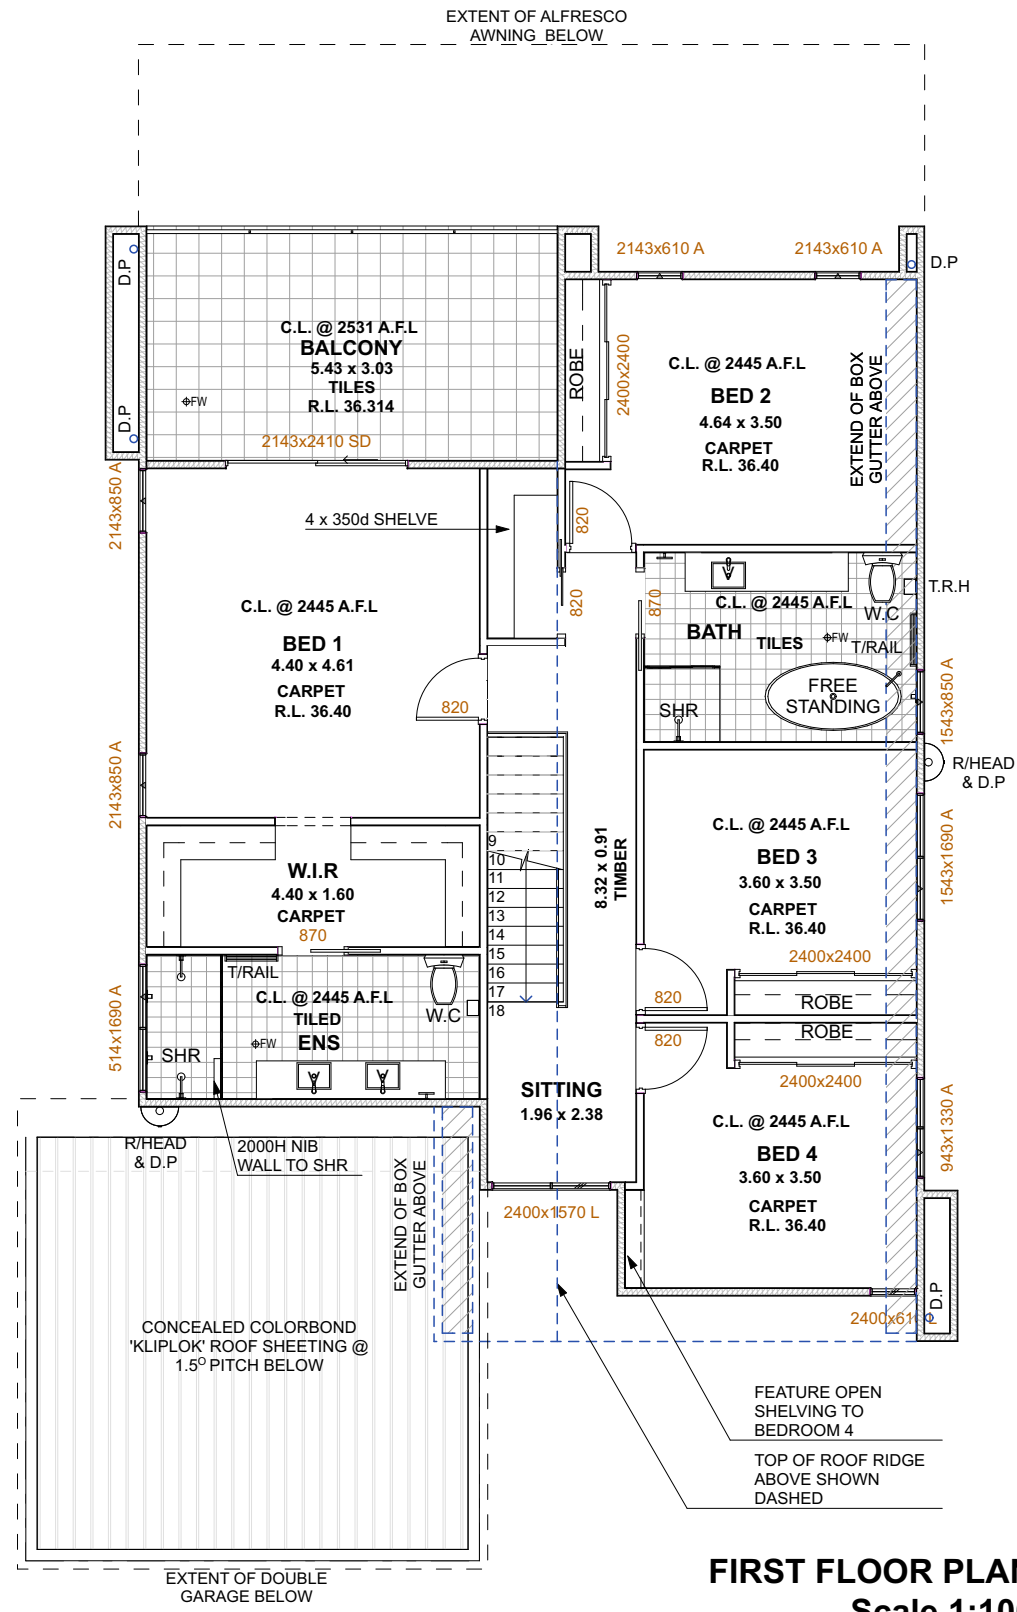 EXTENT OF ALFRESCO
AWNING BELOW
2143x610 A
2143x610 A
D.P
D.P
C.L. @ 2531 A.F.L
BALCONY
5.43 x 3.03
TILES
R.L. 36.314
FW
D.P
2143x2410 SD
ROBE
2400x2400
C.L. @ 2445 A.F.L
BED 2
4.64 x 3.50
CARPET
R.L. 36.40
EXTEND OF BOX
GUTTER ABOVE
2143x850 A
4 x 350d SHELVE
820
820
870
C.L. @ 2445 A.F.L
BED 1
4.40 x 4.61
CARPET
R.L. 36.40
820
C.L. @ 2445 A.F.L
W.C
T.R.H
BATH
TILES
FW
T/RAIL
FREE
STANDING
SHR
1543x850 A
R/HEAD
& D.P
2143x850 A
9
10
11
12
13
14
15
16
17
18
8.32 x 0.91
TIMBER
C.L. @ 2445 A.F.L
BED 3
3.60 x 3.50
CARPET
R.L. 36.40
1543x1690 A
2400x2400
ROBE
820
W.I.R
4.40 x 1.60
CARPET
870
T/RAIL
C.L. @ 2445 A.F.L
TILED
ENS
FW
W.C
SHR
514x1690 A
ROBE
820
2400x2400
SITTING
1.96 x 2.38
C.L. @ 2445 A.F.L
BED 4
3.60 x 3.50
CARPET
R.L. 36.40
943x1330 A
R/HEAD
& D.P
2000H NIB
WALL TO SHR
EXTEND OF BOX
GUTTER ABOVE
2400x1570 L
D.P
2400x61 L
CONCEALED COLORBOND
'KLIPLOK' ROOF SHEETING @
1.5O PITCH BELOW
FEATURE OPEN
SHELVING TO
BEDROOM 4
TOP OF ROOF RIDGE
ABOVE SHOWN
DASHED
EXTENT OF DOUBLE
GARAGE BELOW
FIRST FLOOR PLAN
Scale 1:10